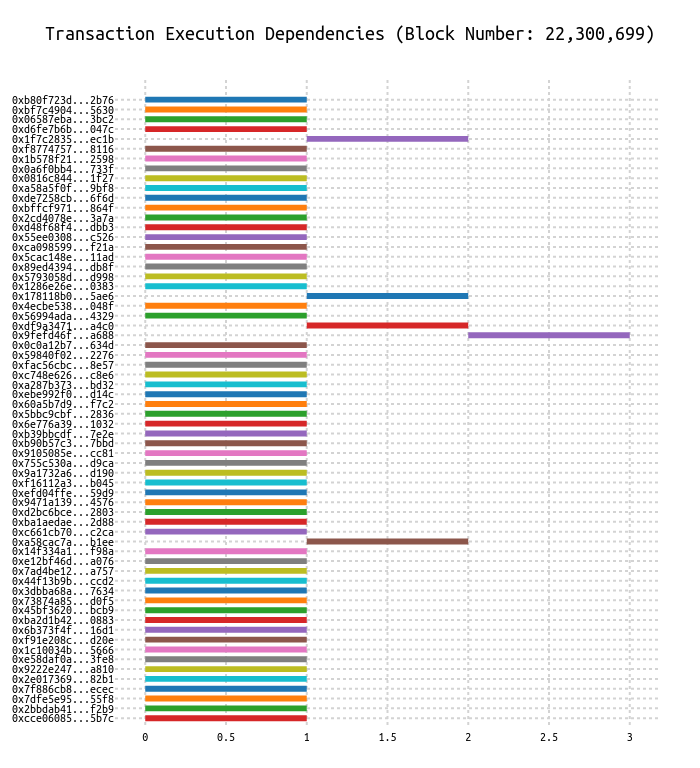 Transaction Execution Dependencies (Block Number: 22,300,699)
0xb80f723d...2b76
0xbf7c4904...5630
0x06587eba...3bc2
0xd6fe7b6b...047c
0x1f7c2835...ec1b
0xf8774757...8116
0x1b578f21...2598
0x0a6f0bb4...733f
0x0816c844...1f27
0xa58a5f0f...9bf8
0xde7258cb...6f6d
0xbffcf971...864f
0x2cd4078e...3a7a
0xd48f68f4...dbb3
0x55ee0308...c526
0xca098599...f21a
0x5cac148e...11ad
0x89ed4394...db8f
0x5793058d...d998
0x1286e26e...0383
0x178118b0...5ae6
0x4ecbe538...048f
0x56994ada...4329
0xdf9a3471...a4c0
0x9fefd46f...a688
0x0c0a12b7...634d
0x59840f02...2276
0xfac56cbc...8e57
0xc748e626...c8e6
0xa287b373...bd32
0xebe992f0...d14c
0x60a5b7d9...f7c2
0x5bbc9cbf...2836
0x6e776a39...1032
0xb39bbcdf...7e2e
0xb90b57c3...7bbd
0x9105085e...cc81
0x755c530a...d9ca
0x9a1732a6...d190
0xf16112a3...b045
0xefd04ffe...59d9
0x9471a139...4576
0xd2bc6bce...2803
0xba1aedae...2d88
0xc661cb70...c2ca
0xa58cac7a...b1ee
0x14f334a1...f98a
0xe12bf46d...a076
0x7ad4be12...a757
0x44f13b9b...ccd2
0x3dbba68a...7634
0x73874a85...d0f5
0x45bf3620...bcb9
0xba2d1b42...0883
0x6b373f4f...16d1
0xf91e208c...d20e
0x1c10034b...5666
0xe58daf0a...3fe8
0x9222e247...a810
0x2e017369...82b1
0x7f886cb8...ecec
0x7dfe5e95...55f8
0x2bbdab41...f2b9
0xcce06085...5b7c
0 0.5 1 1.5 2 2.5 3